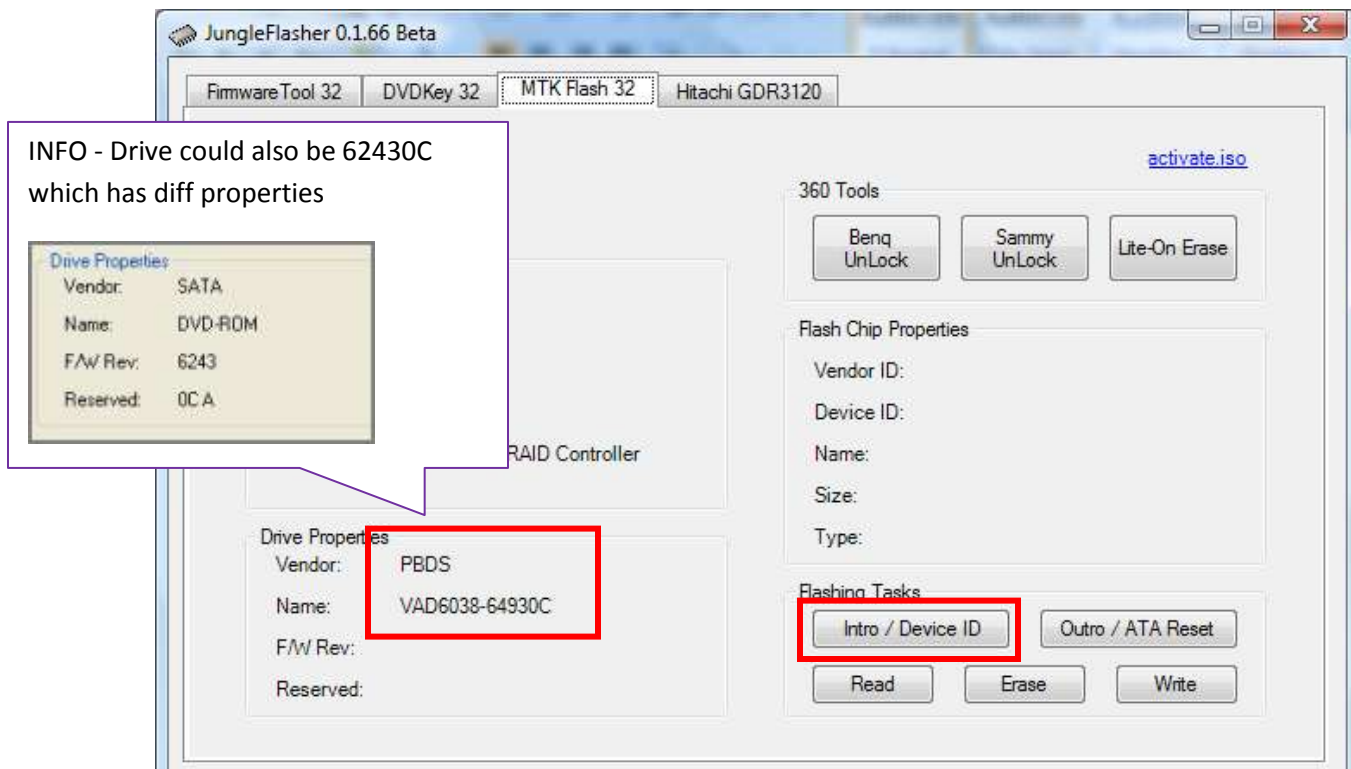 JungleFlasher 0.1.66 Beta
FirmwareTool 32 DVDKey 32 MTK Flash 32 Hitachi GDR3120
INFO - Drive could also be 62430C
which has diff properties
Drive Properties
Vendor: SATA
Name: DVD-ROM
F/W Rev: 6243
Reserved: 0C A
RAID Controller
Drive Properties
Vendor: PBDS
Name: VAD6038-64930C
F/W Rev:
Reserved:
activate.iso
360 Tools
Benq
UnLock
Sammy
UnLock
Lite-On Erase
Flash Chip Properties
Vendor ID:
Device ID:
Name:
Size:
Type:
Flashing Tasks
Intro / Device ID Outro / ATA Reset
Read Erase Write